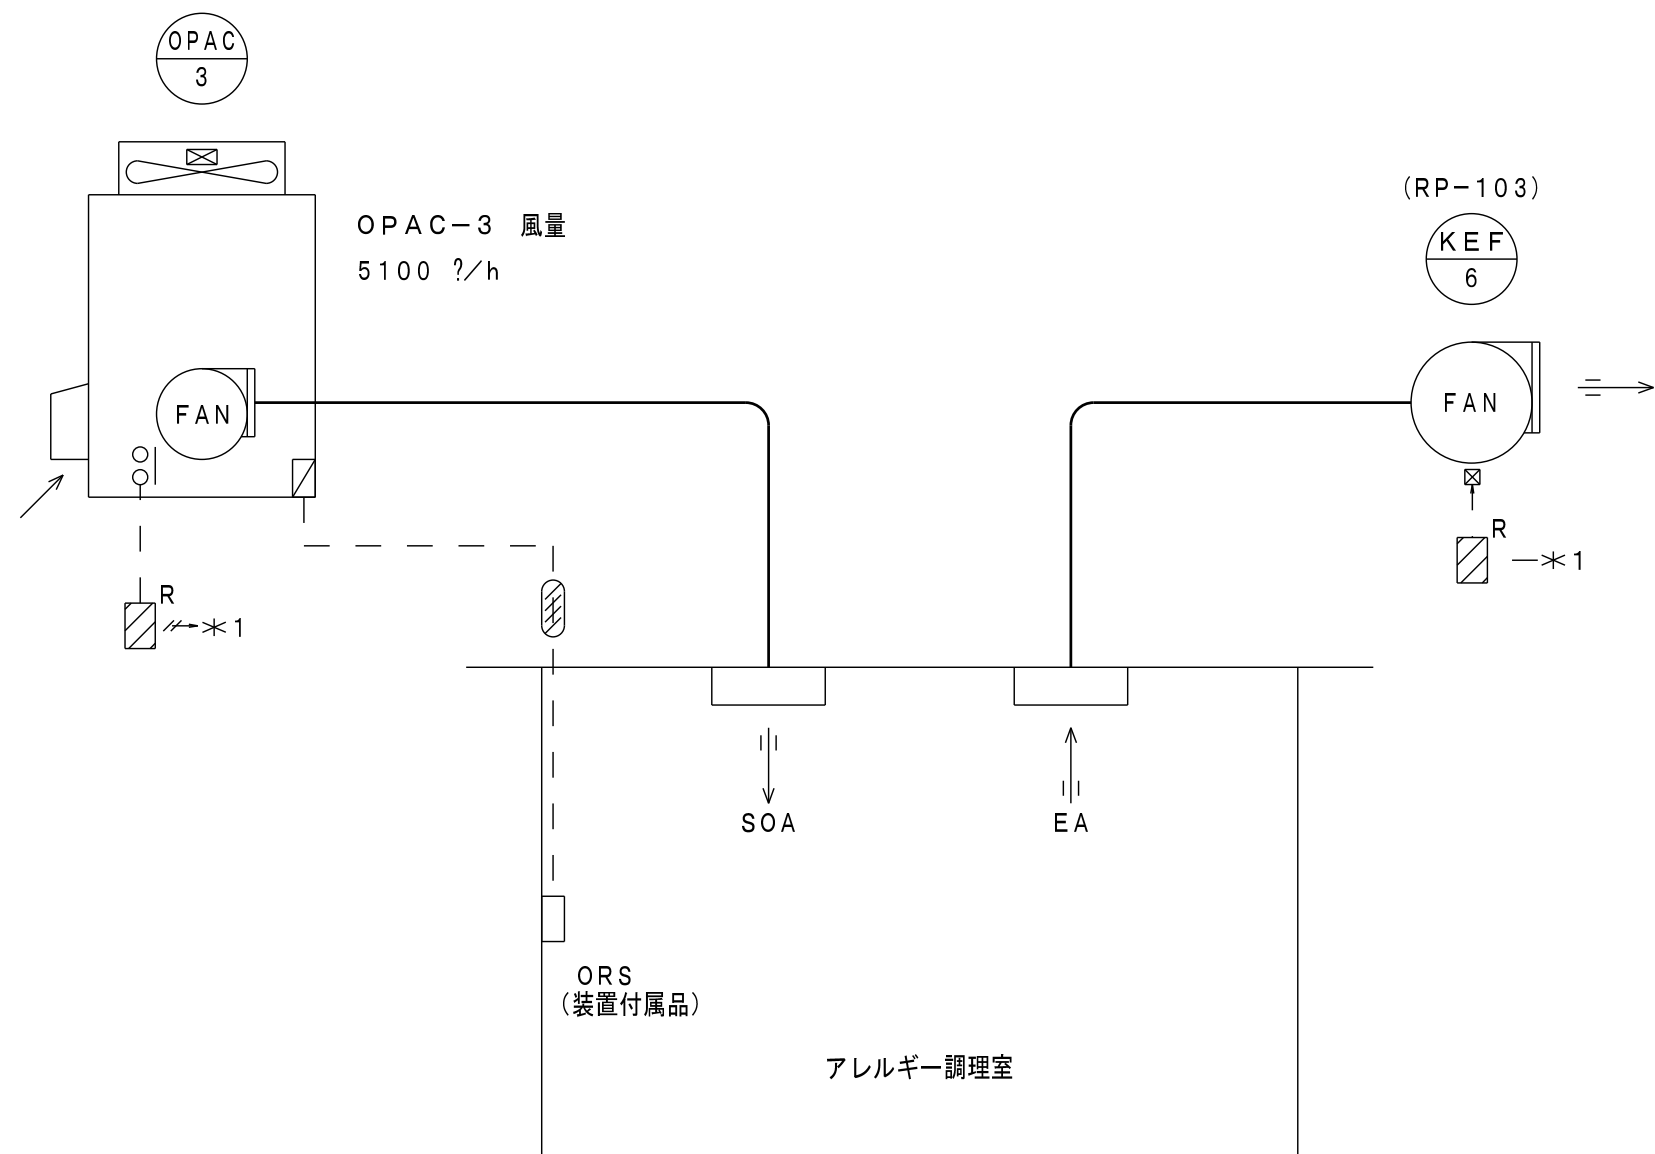 OPAC
3
(RP-103)
KEF
6
OPAC-3 風量
5100 ?/h
FAN
FAN
R
*1
R
*1
SOA
EA
ORS
(装置付属品)
アレルギー調理室